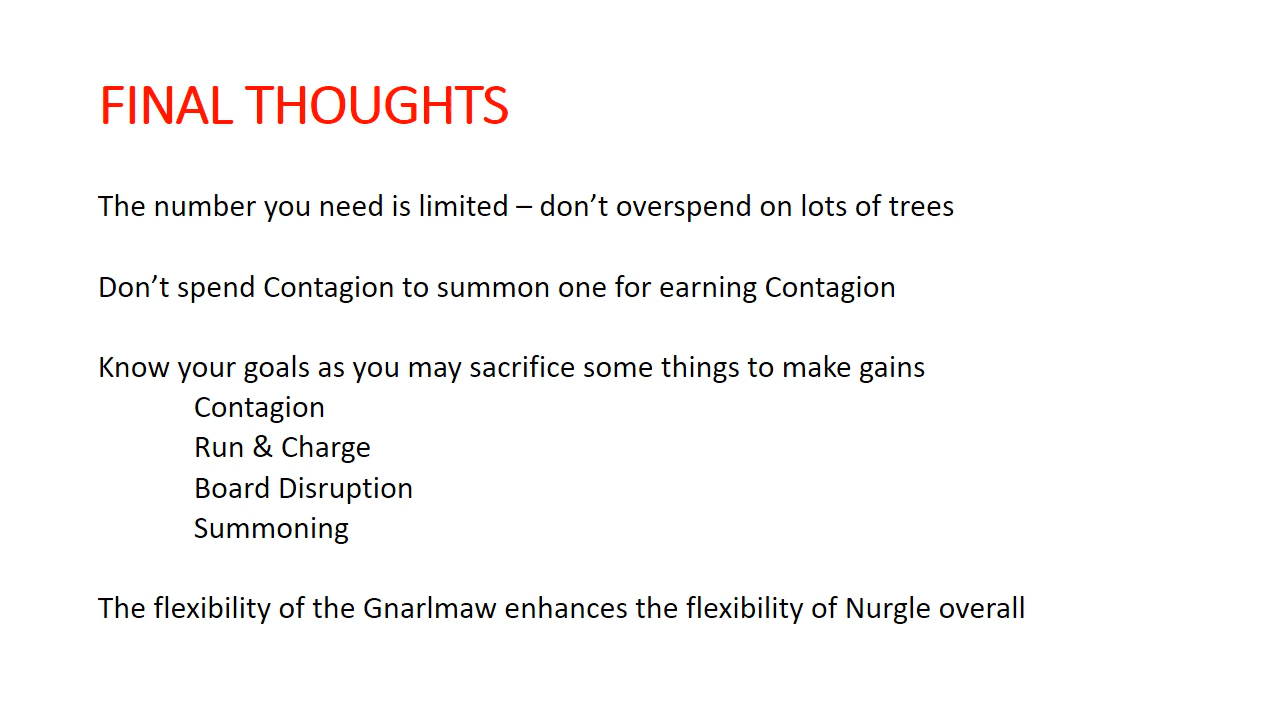 FINAL THOUGHTS
The number you need is limited – don’t overspend on lots of trees
Don’t spend Contagion to summon one for earning Contagion
Know your goals as you may sacrifice some things to make gains
Contagion
Run & Charge
Board Disruption
Summoning
The flexibility of the Gnarlmaw enhances the flexibility of Nurgle overall